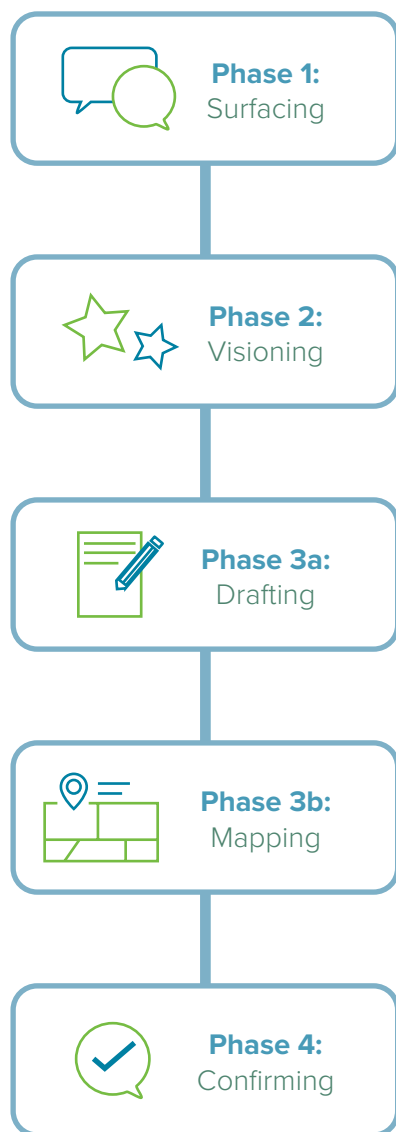 Phase 1:
Surfacing
Phase 2:
Visioning
Phase 3a:
Drafting
Phase 3b:
Mapping
Phase 4:
Confirming